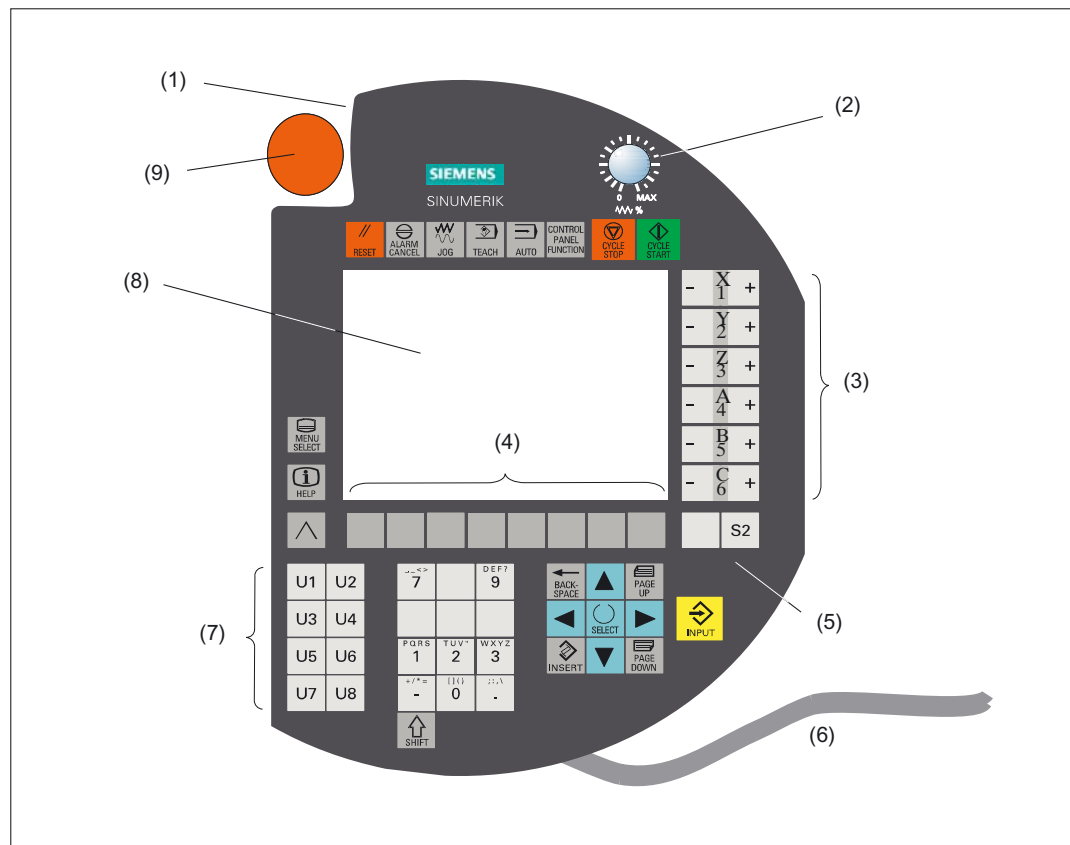 (1)
(2)
(9)
SIEMENS
SINUMERIK
0 MAX
%
RESET
ALARM CANCEL
JOG
TEACH
AUTO
CONTROL PANEL FUNCTION
CYCLE STOP
CYCLE START
(8)
- X 1 +
- Y 2 +
- Z 3 +
- A 4 +
- B 5 +
- C 6 +
(3)
MENU SELECT
HELP
(4)
S2
(5)
U1 U2
U3 U4
U5 U6
U7 U8
(7)
7
DEF?
9
PQRS
1
TUV"
2
WXYZ
3
+/*=
-
[](){}
0
;:,\
.
SHIFT
BACK-SPACE
PAGE UP
SELECT
INSERT
PAGE DOWN
INPUT
(6)